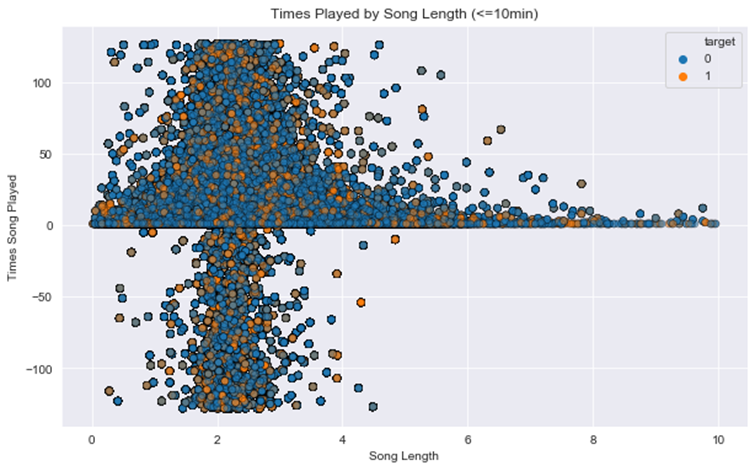 Times Played by Song Length (<=10min)
target
0
1
100
50
0
−50
−100
Times Song Played
0 2 4 6 8 10
Song Length